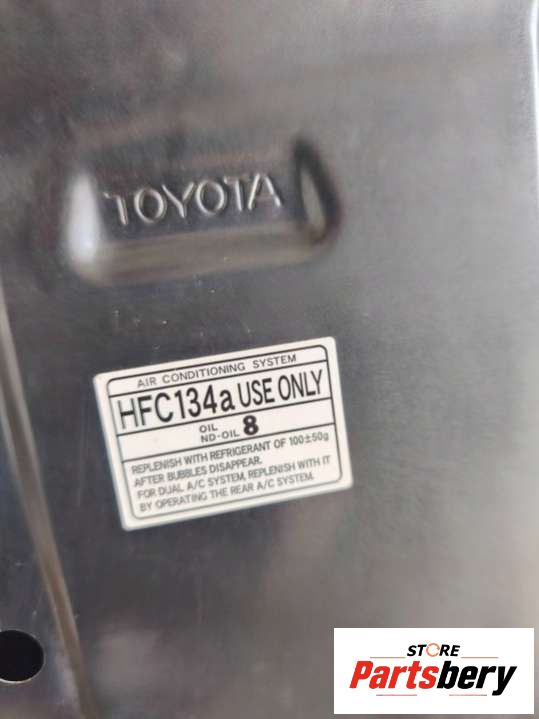 TOYOTA
AIR CONDITIONING SYSTEM
HFC134a USE ONLY
OIL
ND-OIL 8
REPLENISH WITH REFRIGERANT OF 100±50g
AFTER BUBBLES DISAPPEAR.
FOR DUAL A/C SYSTEM, REPLENISH WITH IT
BY OPERATING THE REAR A/C SYSTEM.
STORE
Partsbery